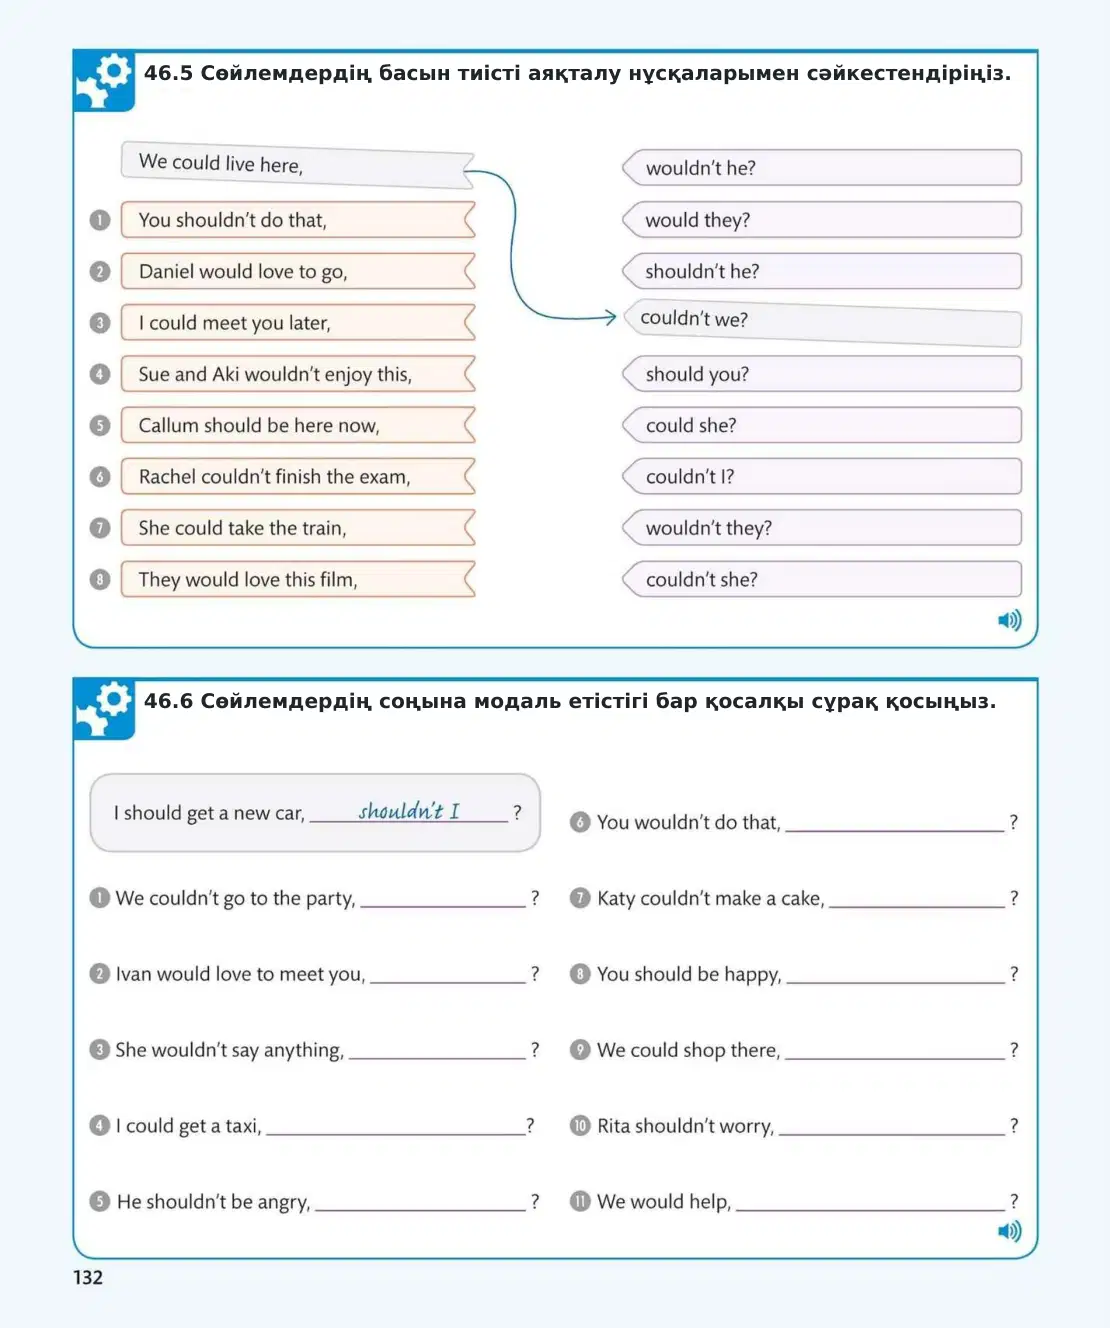 46.5 Сөйлемдердің басын тиісті аяқталу нұсқаларымен сәйкестендіріңіз.
We could live here,
wouldn't he?
1 You shouldn't do that,
would they?
2 Daniel would love to go,
shouldn't he?
3 I could meet you later,
couldn't we?
4 Sue and Aki wouldn't enjoy this,
should you?
5 Callum should be here now,
could she?
6 Rachel couldn't finish the exam,
couldn't I?
7 She could take the train,
wouldn't they?
8 They would love this film,
couldn't she?
46.6 Сөйлемдердің соңына модаль етістігі бар қосалқы сұрақ қосыңыз.
I should get a new car, shouldn't I ?
1 We couldn't go to the party, ?
2 Ivan would love to meet you, ?
3 She wouldn't say anything, ?
4 I could get a taxi, ?
5 He shouldn't be angry, ?
6 You wouldn't do that, ?
7 Katy couldn't make a cake, ?
8 You should be happy, ?
9 We could shop there, ?
10 Rita shouldn't worry, ?
11 We would help, ?
132